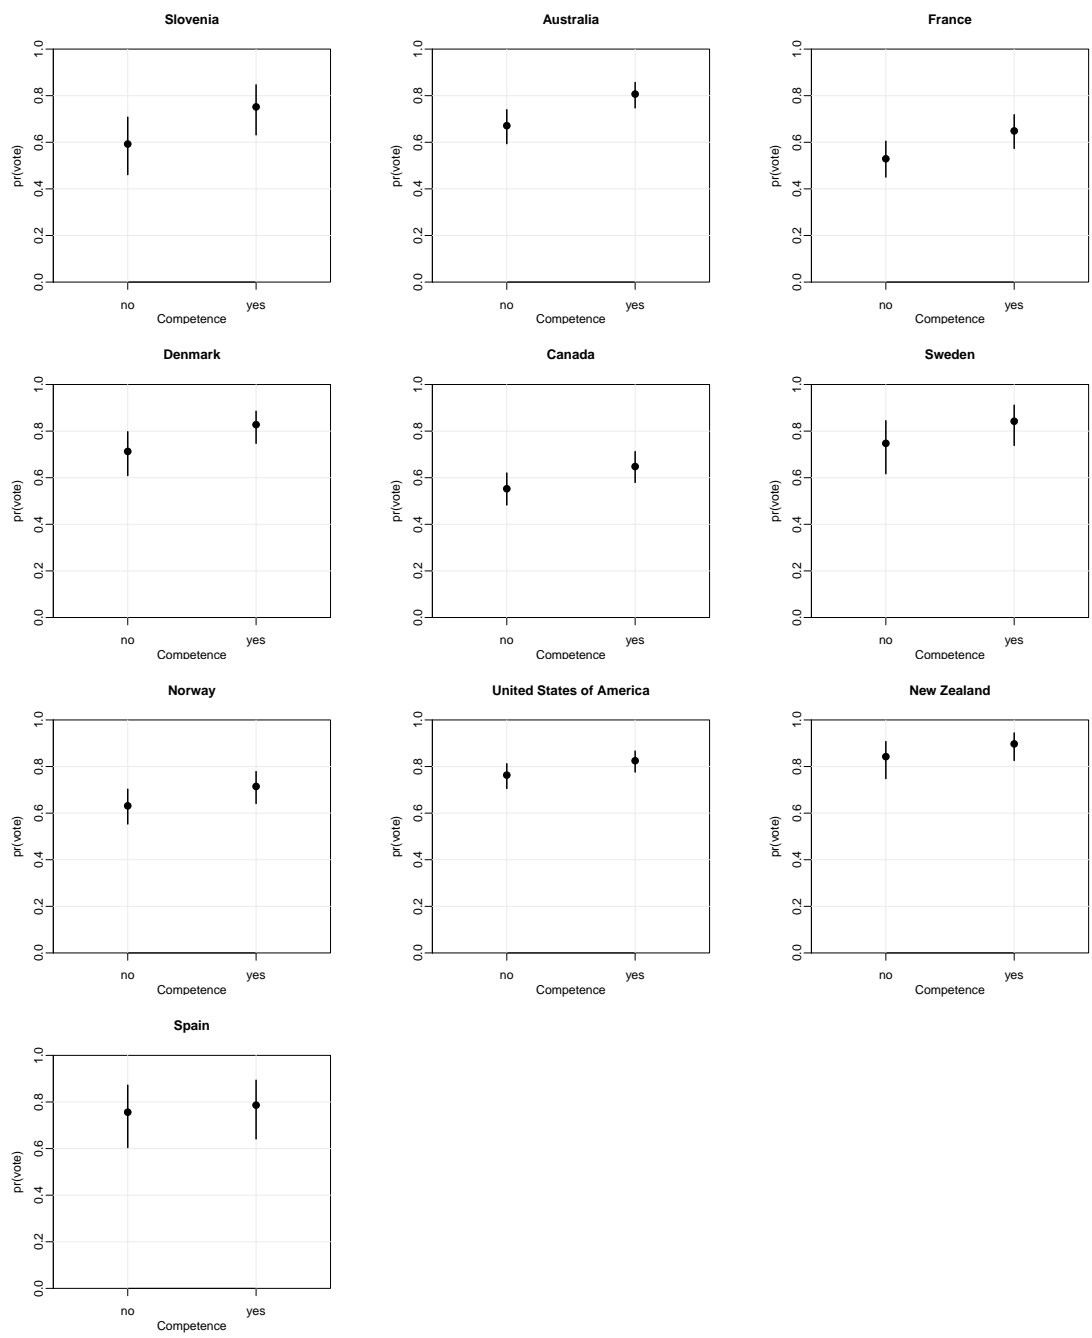 Slovenia
1.0
0.8
0.6
0.4
0.2
0.0
pr(vote)
no yes
Competence
Australia
1.0
0.8
0.6
0.4
0.2
0.0
pr(vote)
no yes
Competence
France
1.0
0.8
0.6
0.4
0.2
0.0
pr(vote)
no yes
Competence
Denmark
1.0
0.8
0.6
0.4
0.2
0.0
pr(vote)
no yes
Competence
Canada
1.0
0.8
0.6
0.4
0.2
0.0
pr(vote)
no yes
Competence
Sweden
1.0
0.8
0.6
0.4
0.2
0.0
pr(vote)
no yes
Competence
Norway
1.0
0.8
0.6
0.4
0.2
0.0
pr(vote)
no yes
Competence
United States of America
1.0
0.8
0.6
0.4
0.2
0.0
pr(vote)
no yes
Competence
New Zealand
1.0
0.8
0.6
0.4
0.2
0.0
pr(vote)
no yes
Competence
Spain
1.0
0.8
0.6
0.4
0.2
0.0
pr(vote)
no yes
Competence